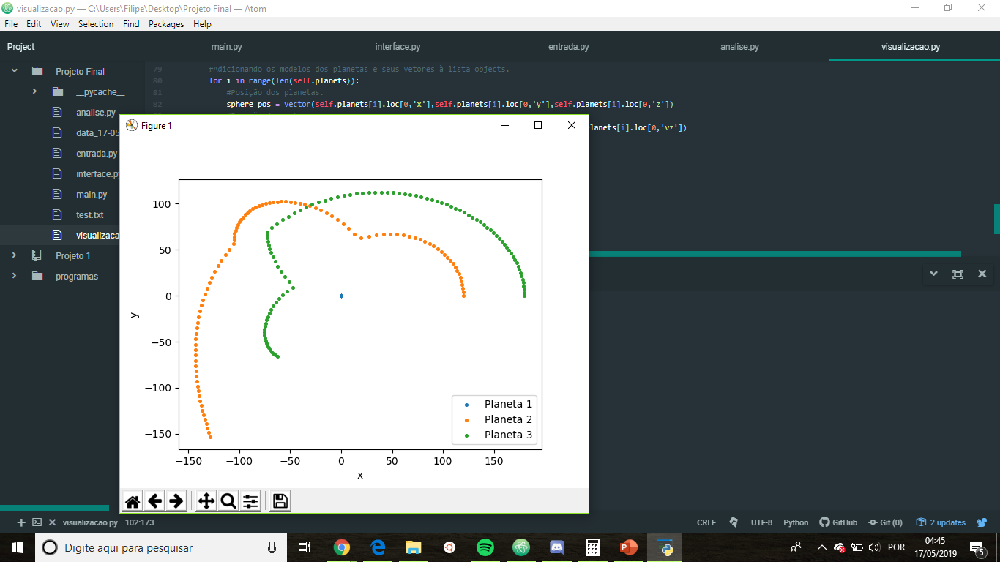 visualizacao.py — C:\Users\Filipe\Desktop\Projeto Final — Atom
File Edit View Selection Find Packages Help
Project
main.py interface.py entrada.py analise.py visualizacao.py
Projeto Final
__pycache__
analise.py
data_17-05
entrada.py
interface.py
main.py
test.txt
visualizaca
Projeto 1
programas
79 #Adicionando os modelos dos planetas e seus vetores à lista objects.
80 for i in range(len(self.planets)):
81 #Posição dos planetas.
82 sphere_pos = vector(self.planets[i].loc[0,'x'],self.planets[i].loc[0,'y'],self.planets[i].loc[0,'z'])
lanets[i].loc[0,'vz'])
Figure 1
100
50
0
−50
−100
−150
y
−150 −100 −50 0 50 100 150
x
Planeta 1
Planeta 2
Planeta 3
visualizacao.py 102:173 CRLF UTF-8 Python GitHub Git (0) 2 updates
Digite aqui para pesquisar
POR
04:45
17/05/2019
5